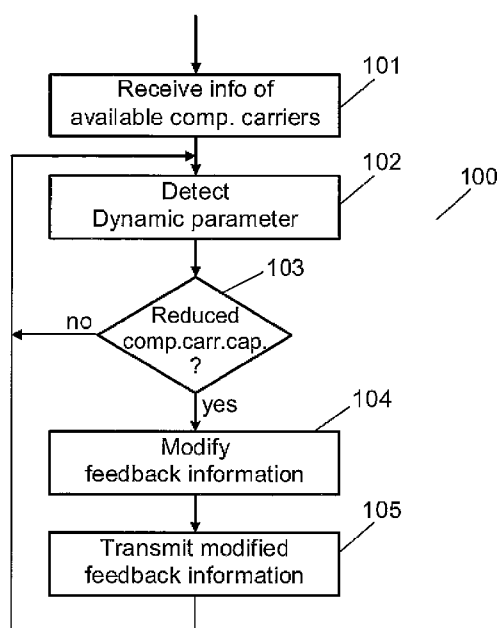 Receive info of
available comp. carriers
101
102
Detect
Dynamic parameter
100
103
Reduced
comp.carr.cap.
?
no
yes
104
Modify
feedback information
105
Transmit modified
feedback information